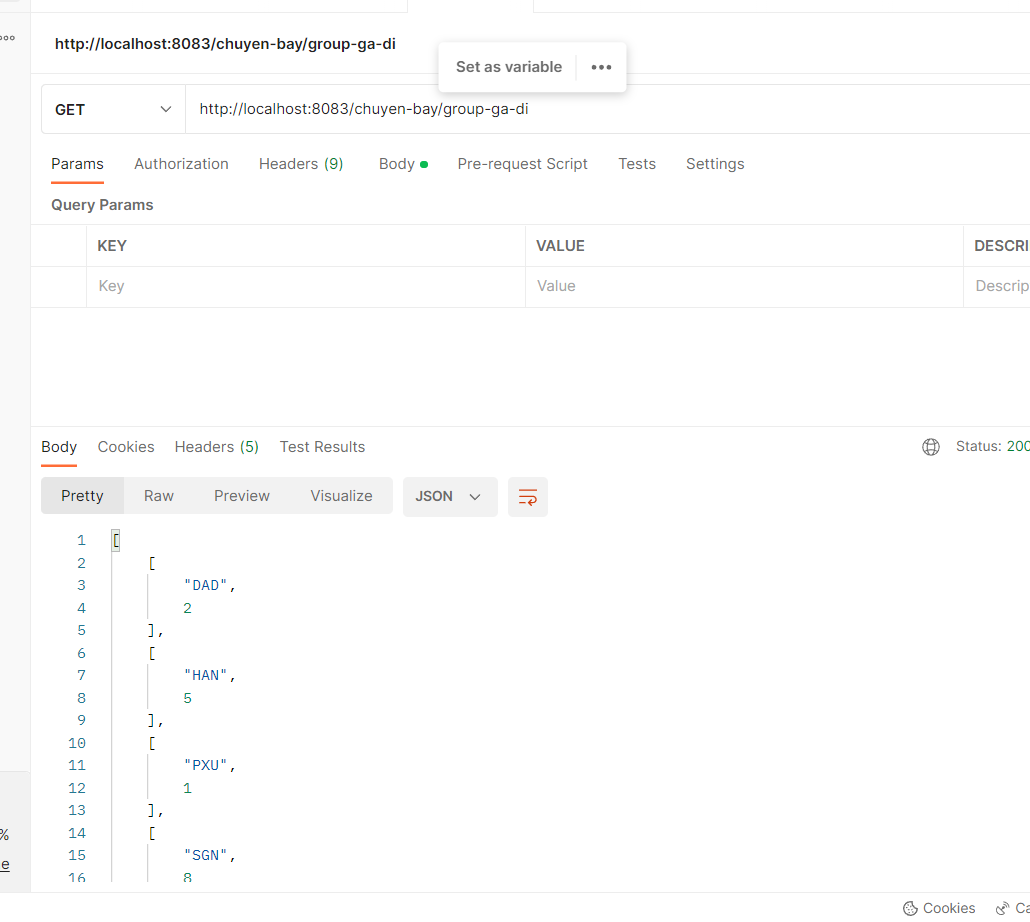 http://localhost:8083/chuyen-bay/group-ga-di
Set as variable
GET http://localhost:8083/chuyen-bay/group-ga-di
Params Authorization Headers (9) Body Pre-request Script Tests Settings
Query Params
KEY VALUE DESCRI
Key Value Descrip
Body Cookies Headers (5) Test Results Status: 200
Pretty Raw Preview Visualize JSON
1 [
2 [
3 "DAD",
4 2
5 ],
6 [
7 "HAN",
8 5
9 ],
10 [
11 "PXU",
12 1
13 ],
14 [
15 "SGN",
16 8
%
e
Cookies Ca